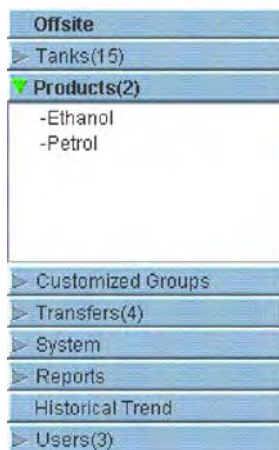 Offsite
Tanks(15)
Products(2)
-Ethanol
-Petrol
Customized Groups
Transfers(4)
System
Reports
Historical Trend
Users(3)